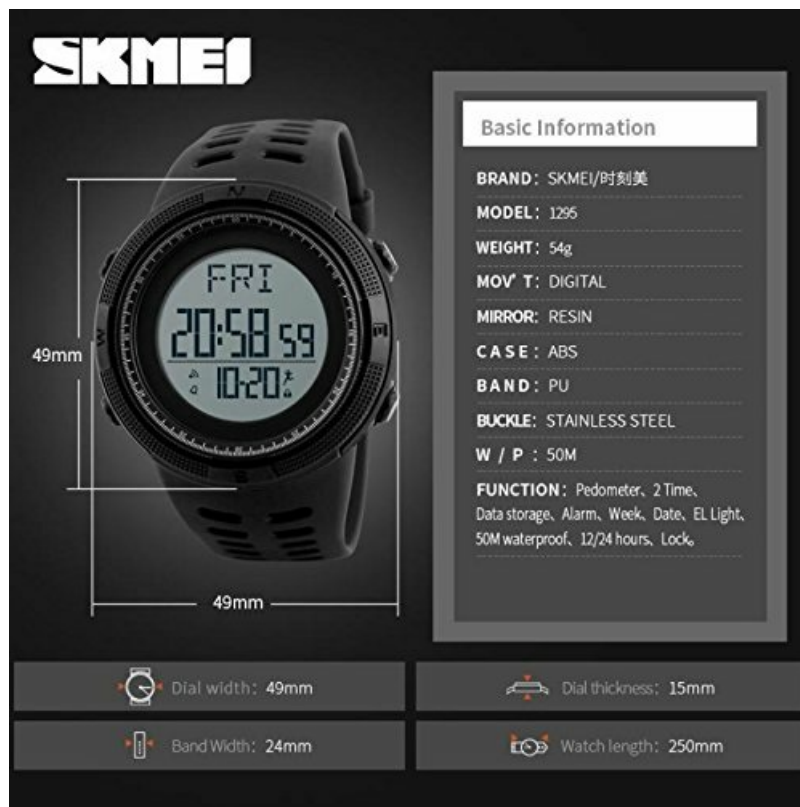 SKMEI
Basic Information
BRAND: SKMEI/时刻美
MODEL: 1295
WEIGHT: 54g
MOV' T: DIGITAL
MIRROR: RESIN
CASE: ABS
BAND: PU
BUCKLE: STAINLESS STEEL
W / P : 50M
FUNCTION: Pedometer、2 Time、
Data storage、Alarm、Week、Date、EL Light、
50M waterproof、12/24 hours、Lock。
N
FRI
20:58 59
10-20
W
E
49mm
49mm
Dial width: 49mm
Dial thickness: 15mm
Band Width: 24mm
Watch length: 250mm